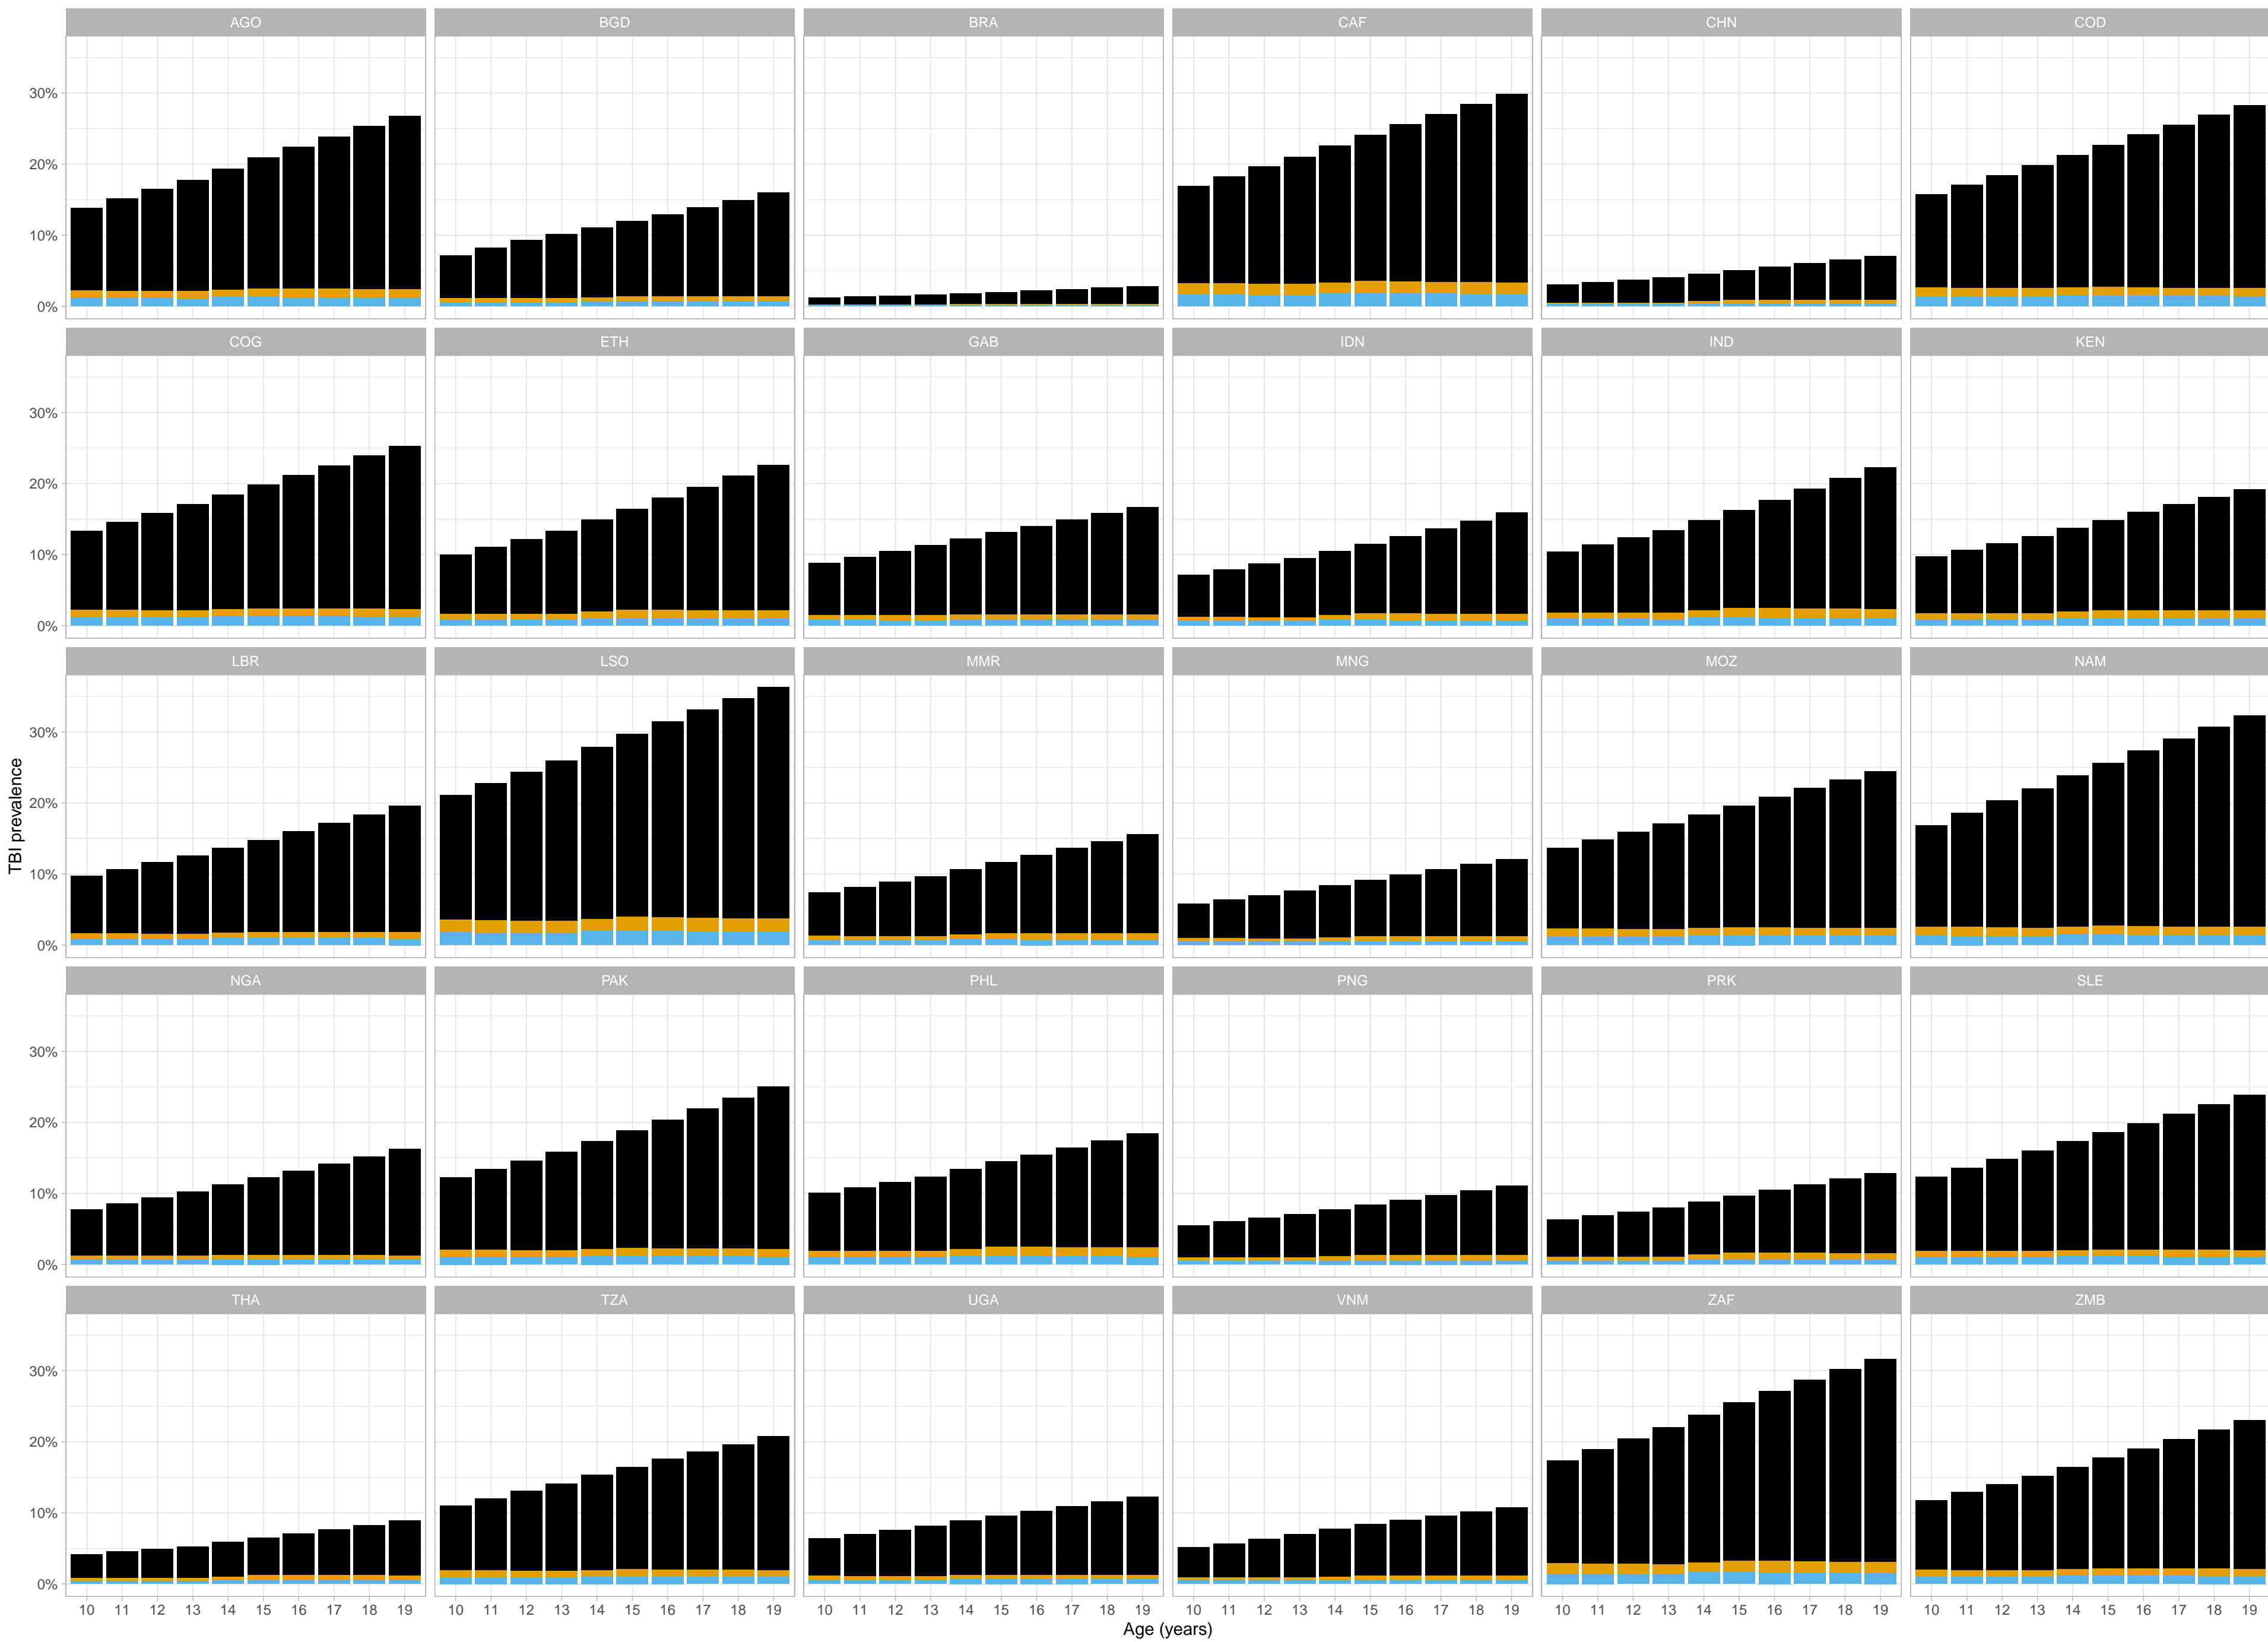 AGO BGD BRA CAF CHN COD
30%
20%
10%
0%
COG ETH GAB IDN IND KEN
30%
20%
10%
0%
LBR LSO MMR MNG MOZ NAM
30%
20%
10%
0%
TBI prevalence
NGA PAK PHL PNG PRK SLE
30%
20%
10%
0%
THA TZA UGA VNM ZAF ZMB
30%
20%
10%
0%
10 11 12 13 14 15 16 17 18 19 10 11 12 13 14 15 16 17 18 19 10 11 12 13 14 15 16 17 18 19 10 11 12 13 14 15 16 17 18 19 10 11 12 13 14 15 16 17 18 19 10 11 12 13 14 15 16 17 18 19
Age (years)